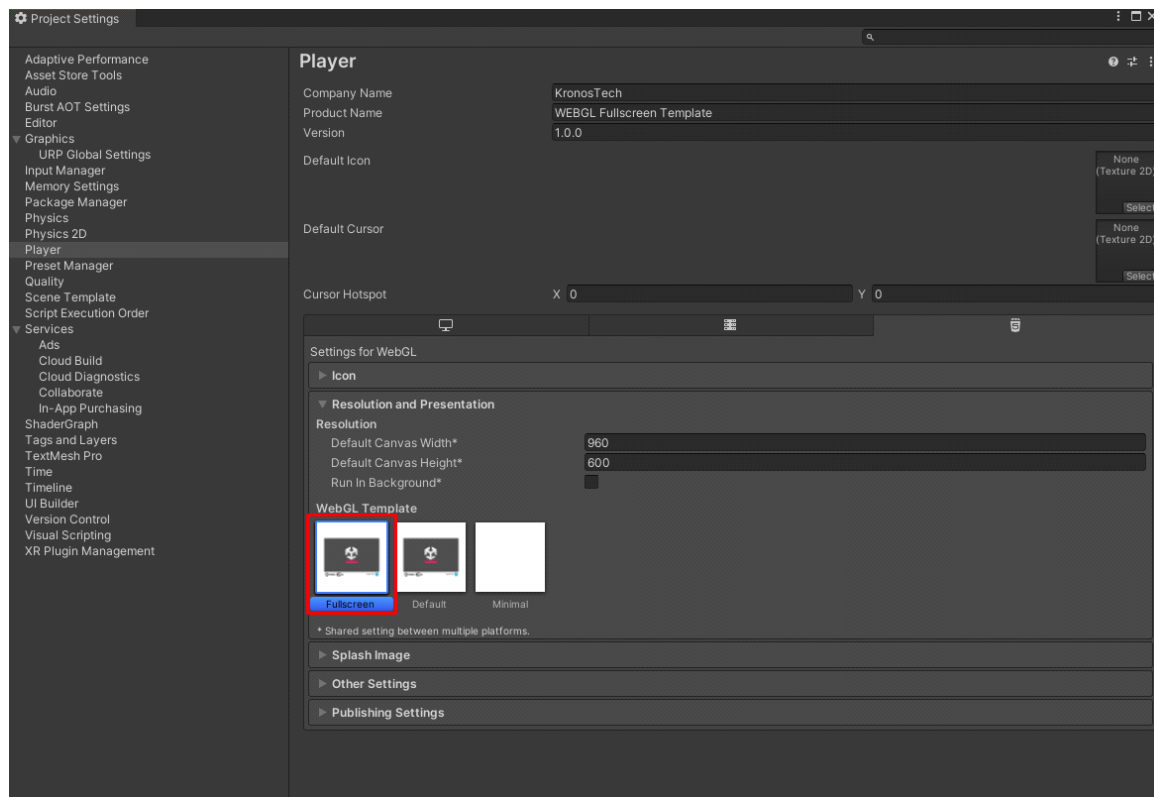 Project Settings
Adaptive Performance
Asset Store Tools
Audio
Burst AOT Settings
Editor
Graphics
URP Global Settings
Input Manager
Memory Settings
Package Manager
Physics
Physics 2D
Player
Preset Manager
Quality
Scene Template
Script Execution Order
Services
Ads
Cloud Build
Cloud Diagnostics
Collaborate
In-App Purchasing
ShaderGraph
Tags and Layers
TextMesh Pro
Time
Timeline
UI Builder
Version Control
Visual Scripting
XR Plugin Management
Player
Company Name KronosTech
Product Name WEBGL Fullscreen Template
Version 1.0.0
Default Icon
None
(Texture 2D)
Select
Default Cursor
None
(Texture 2D)
Select
Cursor Hotspot X 0 Y 0
Settings for WebGL
Icon
Resolution and Presentation
Resolution
Default Canvas Width* 960
Default Canvas Height* 600
Run In Background*
WebGL Template
Fullscreen Default Minimal
* Shared setting between multiple platforms.
Splash Image
Other Settings
Publishing Settings